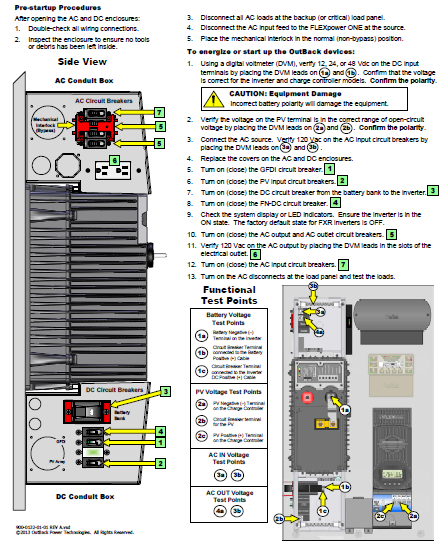 Pre-startup Procedures
After opening the AC and DC enclosures:
1. Double-check all wiring connections.
2. Inspect the enclosure to ensure no tools
or debris has been left inside.
3. Disconnect all AC loads at the backup (or critical) load panel.
4. Disconnect the AC input feed to the FLEXpower ONE at the source.
5. Place the mechanical interlock in the normal (non-bypass) position.
To energize or start up the OutBack devices:
1. Using a digital voltmeter (DVM), verify 12, 24, or 48 Vdc on the DC input
terminals by placing the DVM leads on 1a and 1b. Confirm that the voltage
is correct for the inverter and charge controller models. Confirm the polarity.
CAUTION: Equipment Damage
Incorrect battery polarity will damage the equipment.
2. Verify the voltage on the PV terminal is in the correct range of open-circuit
voltage by placing the DVM leads on 2a and 2b. Confirm the polarity.
3. Connect the AC source. Verify 120 Vac on the AC input circuit breakers by
placing the DVM leads on 3a and 3b.
4. Replace the covers on the AC and DC enclosures.
5. Turn on (close) the GFDI circuit breaker. 1
6. Turn on (close) the PV input circuit breakers. 2
7. Turn on (close) the DC circuit breaker from the battery bank to the inverter. 3
8. Turn on (close) the FN-DC circuit breaker. 4
9. Check the system display or LED indicators. Ensure the inverter is in the
ON state. The factory default state for FXR inverters is OFF.
10. Turn on (close) the AC output and AC outlet circuit breakers. 5
11. Verify 120 Vac on the AC output by placing the DVM leads in the slots of the
electrical outlet. 6
12. Turn on (close) the AC input circuit breakers. 7
13. Turn on the AC disconnects at the load panel and test the loads.
Side View
AC Conduit Box
AC Circuit Breakers
Mechanical
Interlock
(Bypass)
7
5
5
6
DC Circuit Breakers
3
Battery
Bank
4
GFDI
1
PV Array
2
DC Conduit Box
Functional
Test Points
Battery Voltage
Test Points
1a Battery Negative (-)
Terminal on the Inverter
1b Circuit Breaker Terminal
connected to the Battery
Positive (+) Cable
1c Circuit Breaker Terminal
connected to the inverter
DC Positive (+) Cable
PV Voltage Test Points
2a PV Negative (-) Terminal
on the Charge Controller
2b Circuit Breaker terminal
for the PV
2c PV Positive (+) Terminal
on the Charge Controller
AC IN Voltage
Test Points
3a 3b
AC OUT Voltage
Test Points
4a 3b
3b
3a
4a
1a
1b
1c
2b
2c
2a
900-0122-01-01 REV A.vsd
©2013 OutBack Power Technologies. All Rights Reserved.